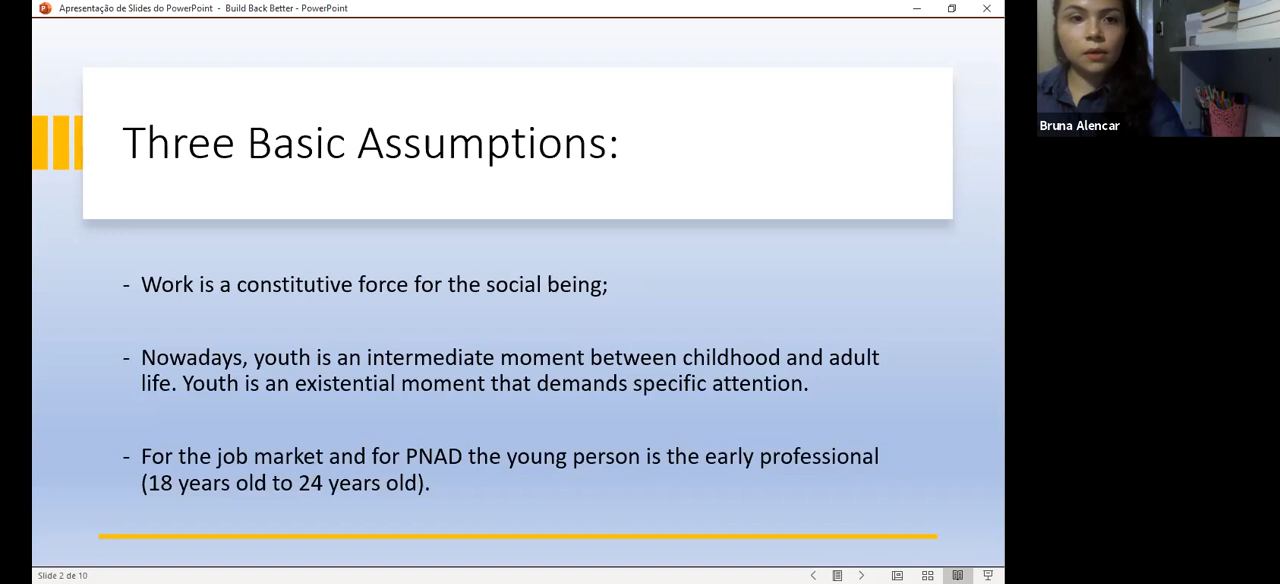 Apresentação de Slides do PowerPoint - Build Back Better - PowerPoint
Three Basic Assumptions:
- Work is a constitutive force for the social being;
- Nowadays, youth is an intermediate moment between childhood and adult
life. Youth is an existential moment that demands specific attention.
- For the job market and for PNAD the young person is the early professional
(18 years old to 24 years old).
Slide 2 de 10
Bruna Alencar